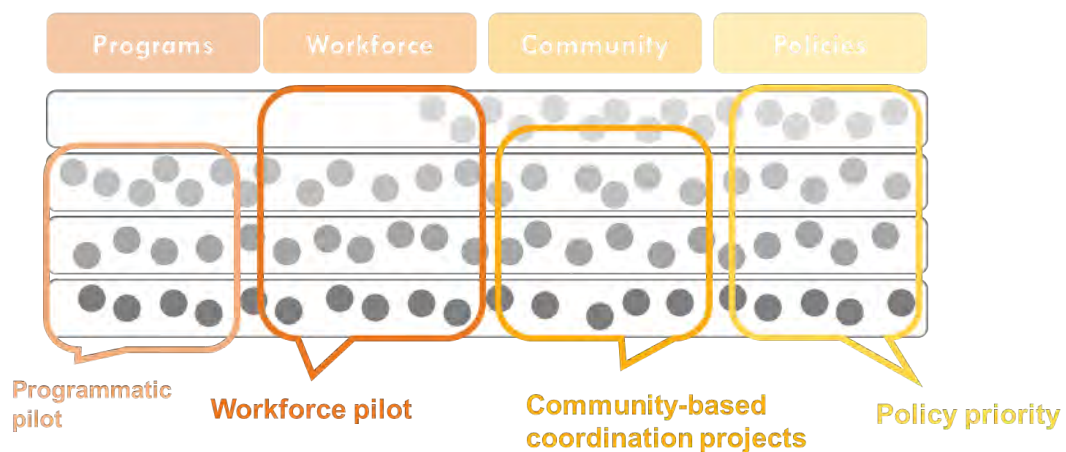 Programs
Workforce
Community
Policies
Programmatic
pilot
Workforce pilot
Community-based
coordination projects
Policy priority